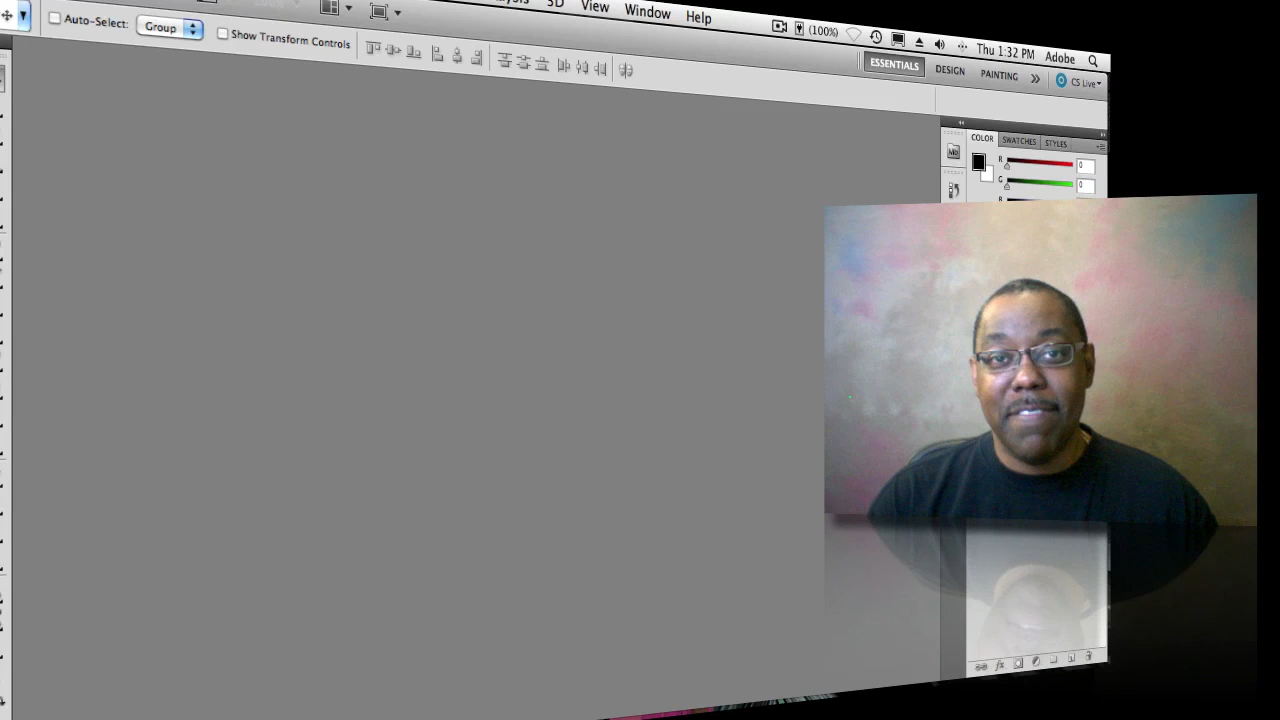 3D View Window Help (100%) Thu 1:32 PM Adobe
Auto-Select: Group Show Transform Controls
ESSENTIALS DESIGN PAINTING CS Live
COLOR SWATCHES STYLES
R 0
G 0
fx